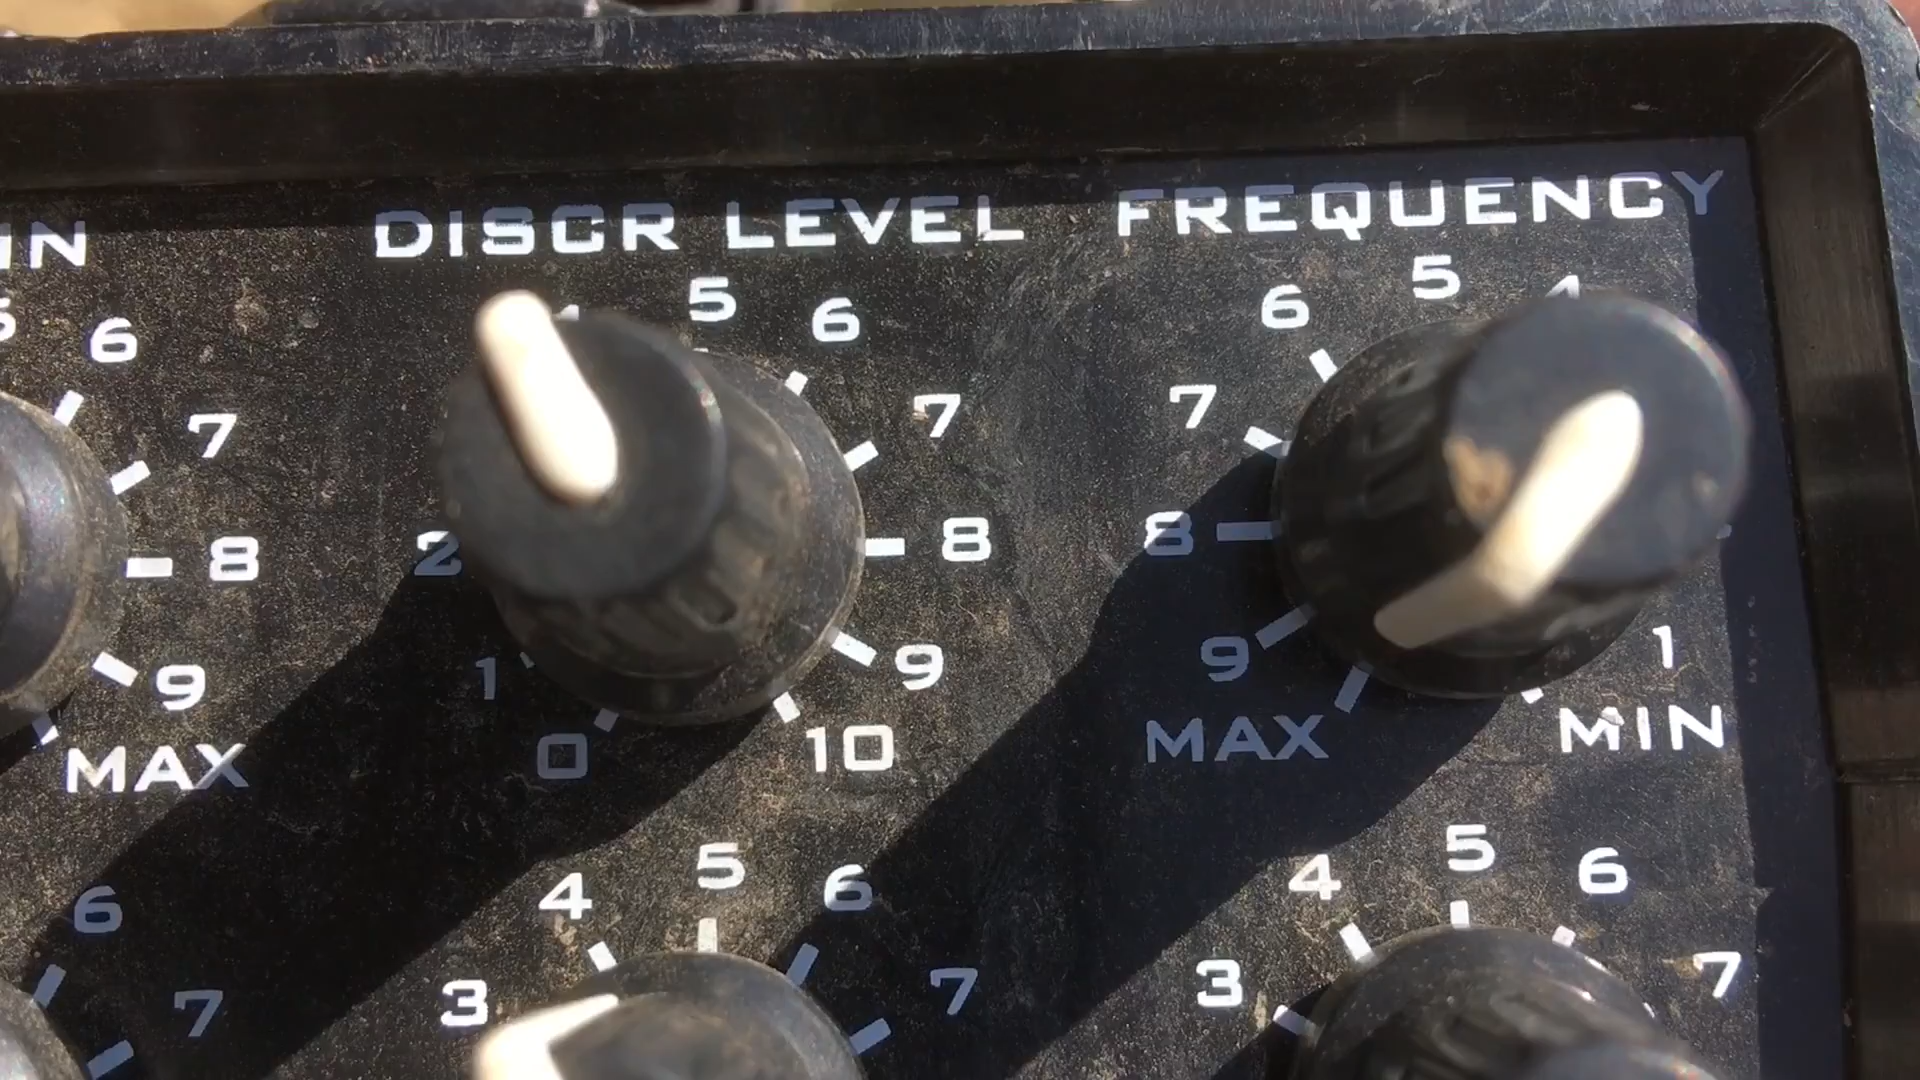 IN
DISCR LEVEL
FREQUENCY
5 6 7 8 9 MAX
0 1 2 4 5 6 7 8 9 10
MIN 1 4 5 6 7 8 9 MAX
6 7
3 4 5 6 7
3 4 5 6 7